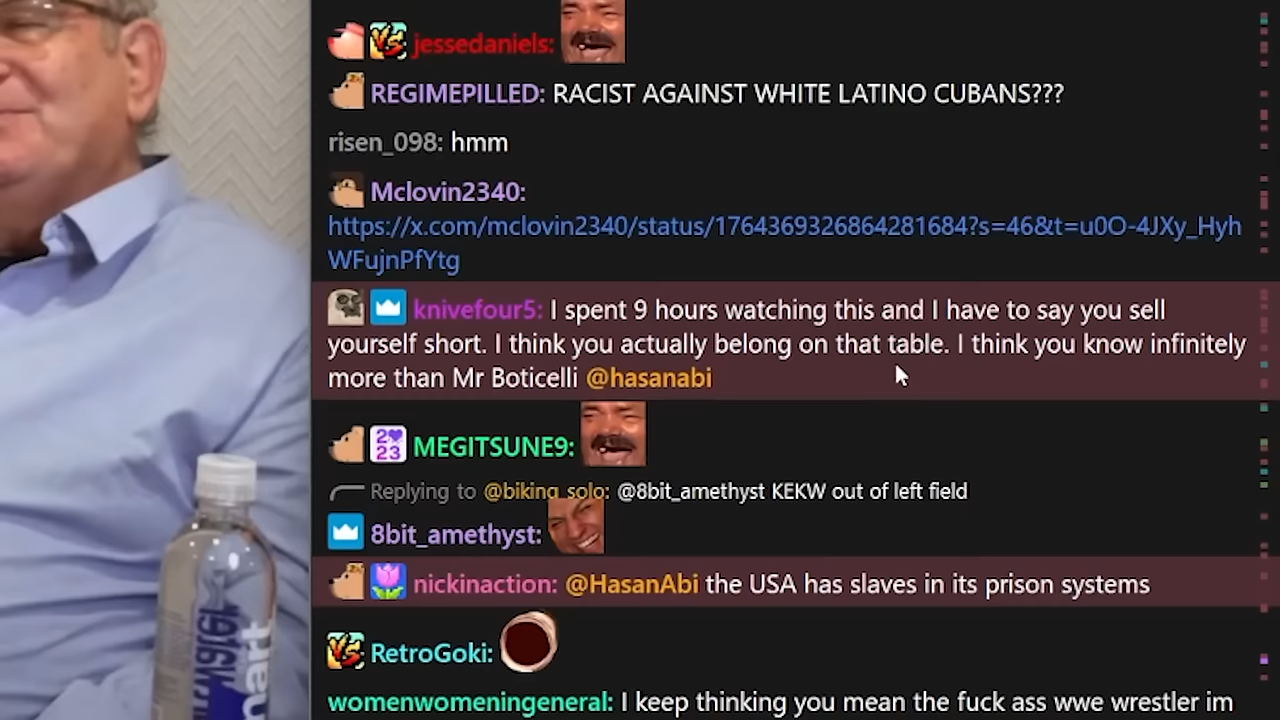 jessedaniels:
REGIMEPILLED: RACIST AGAINST WHITE LATINO CUBANS???
risen_098: hmm
Mclovin2340:
https://x.com/mclovin2340/status/1764369326864281684?s=46&t=u0O-4JXy_Hyh
WFujnPfYtg
knivefour5: I spent 9 hours watching this and I have to say you sell
yourself short. I think you actually belong on that table. I think you know infinitely
more than Mr Boticelli @hasanabi
2 23
MEGITSUNE9:
Replying to @biking_solo: @8bit_amethyst KEKW out of left field
8bit_amethyst:
nickinaction: @HasanAbi the USA has slaves in its prison systems
VS RetroGoki:
womenwomeningeneral: I keep thinking you mean the fuck ass wwe wrestler im